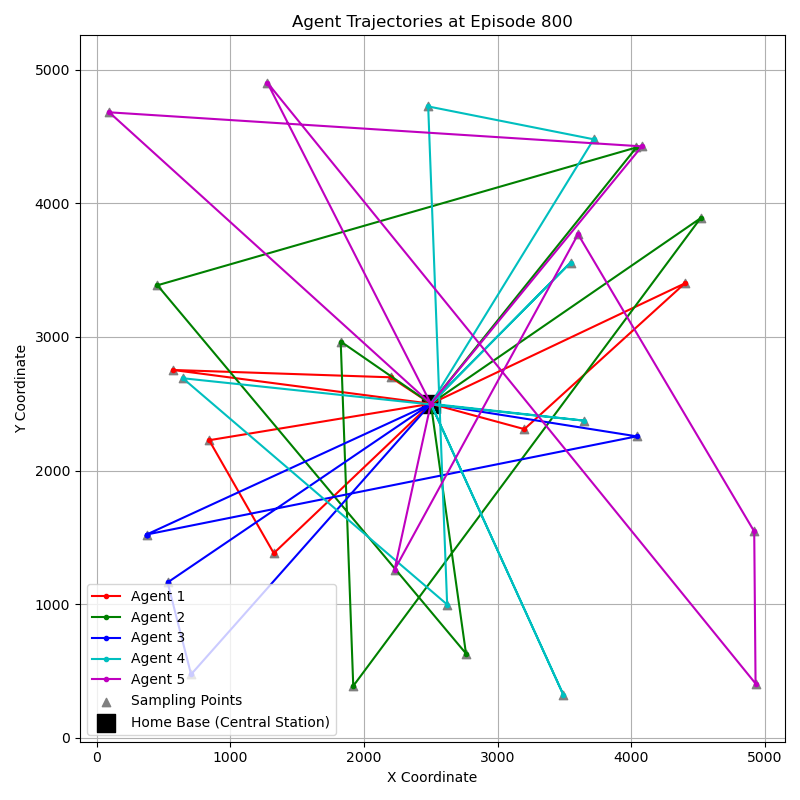 Agent Trajectories at Episode 800
Y Coordinate
5000
4000
3000
2000
1000
0
Agent 1
Agent 2
Agent 3
Agent 4
Agent 5
Sampling Points
Home Base (Central Station)
0 1000 2000 3000 4000 5000
X Coordinate